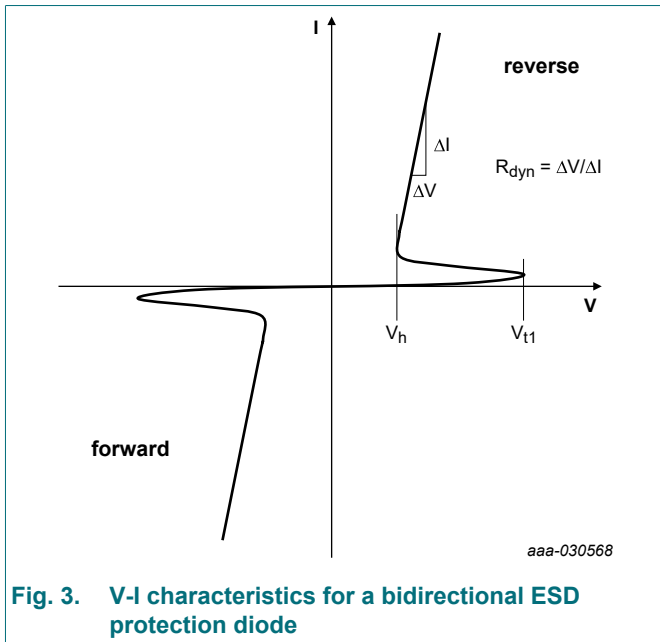 I
reverse
ΔI
R_dyn = ΔV/ΔI
ΔV
V
V_h
V_t1
forward
aaa-030568
Fig. 3. V-I characteristics for a bidirectional ESD
protection diode